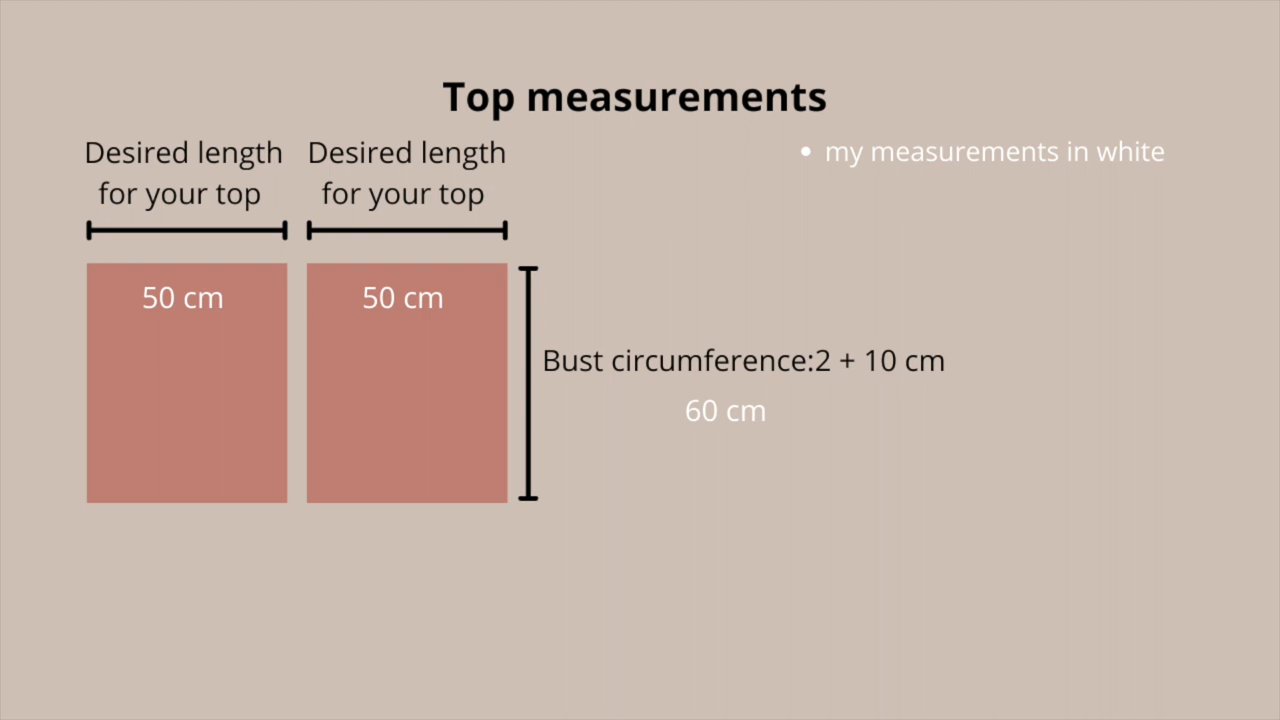 Top measurements
Desired length
for your top
Desired length
for your top
• my measurements in white
50 cm
50 cm
Bust circumference:2 + 10 cm
60 cm